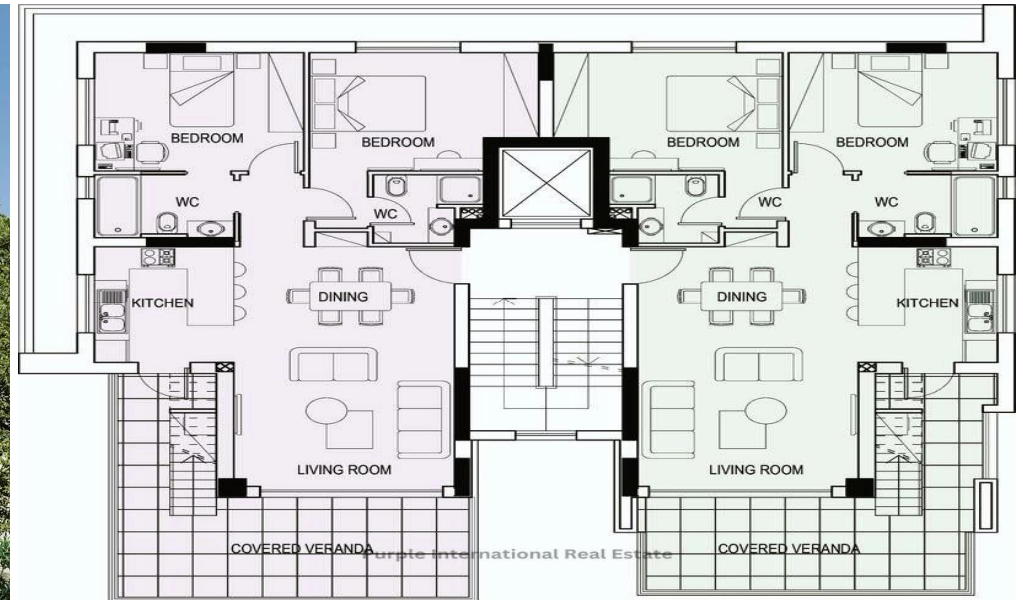 BEDROOM
BEDROOM
BEDROOM
BEDROOM
WC
WC
WC
WC
KITCHEN
DINING
DINING
KITCHEN
LIVING ROOM
LIVING ROOM
COVERED VERANDA
COVERED VERANDA
Purple International Real Estate